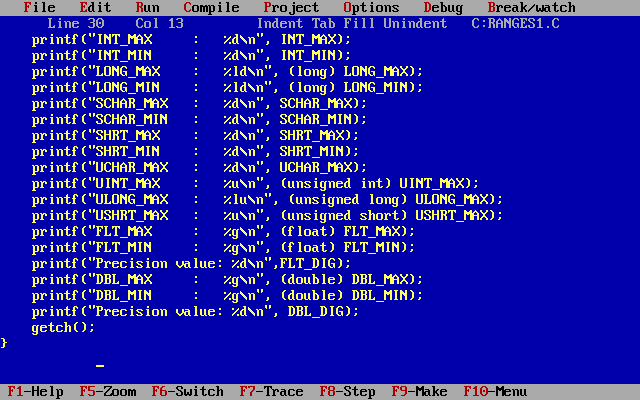 File Edit Run Compile Project Options Debug Break/watch
Line 30 Col 13 Indent Tab Fill Unindent C:RANGES1.C
printf("INT_MAX : %d\n", INT_MAX);
printf("INT_MIN : %d\n", INT_MIN);
printf("LONG_MAX : %ld\n", (long) LONG_MAX);
printf("LONG_MIN : %ld\n", (long) LONG_MIN);
printf("SCHAR_MAX : %d\n", SCHAR_MAX);
printf("SCHAR_MIN : %d\n", SCHAR_MIN);
printf("SHRT_MAX : %d\n", SHRT_MAX);
printf("SHRT_MIN : %d\n", SHRT_MIN);
printf("UCHAR_MAX : %d\n", UCHAR_MAX);
printf("UINT_MAX : %u\n", (unsigned int) UINT_MAX);
printf("ULONG_MAX : %lu\n", (unsigned long) ULONG_MAX);
printf("USHRT_MAX : %u\n", (unsigned short) USHRT_MAX);
printf("FLT_MAX : %g\n", (float) FLT_MAX);
printf("FLT_MIN : %g\n", (float) FLT_MIN);
printf("Precision value: %d\n",FLT_DIG);
printf("DBL_MAX : %g\n", (double) DBL_MAX);
printf("DBL_MIN : %g\n", (double) DBL_MIN);
printf("Precision value: %d\n", DBL_DIG);
getch();
}
F1-Help F5-Zoom F6-Switch F7-Trace F8-Step F9-Make F10-Menu